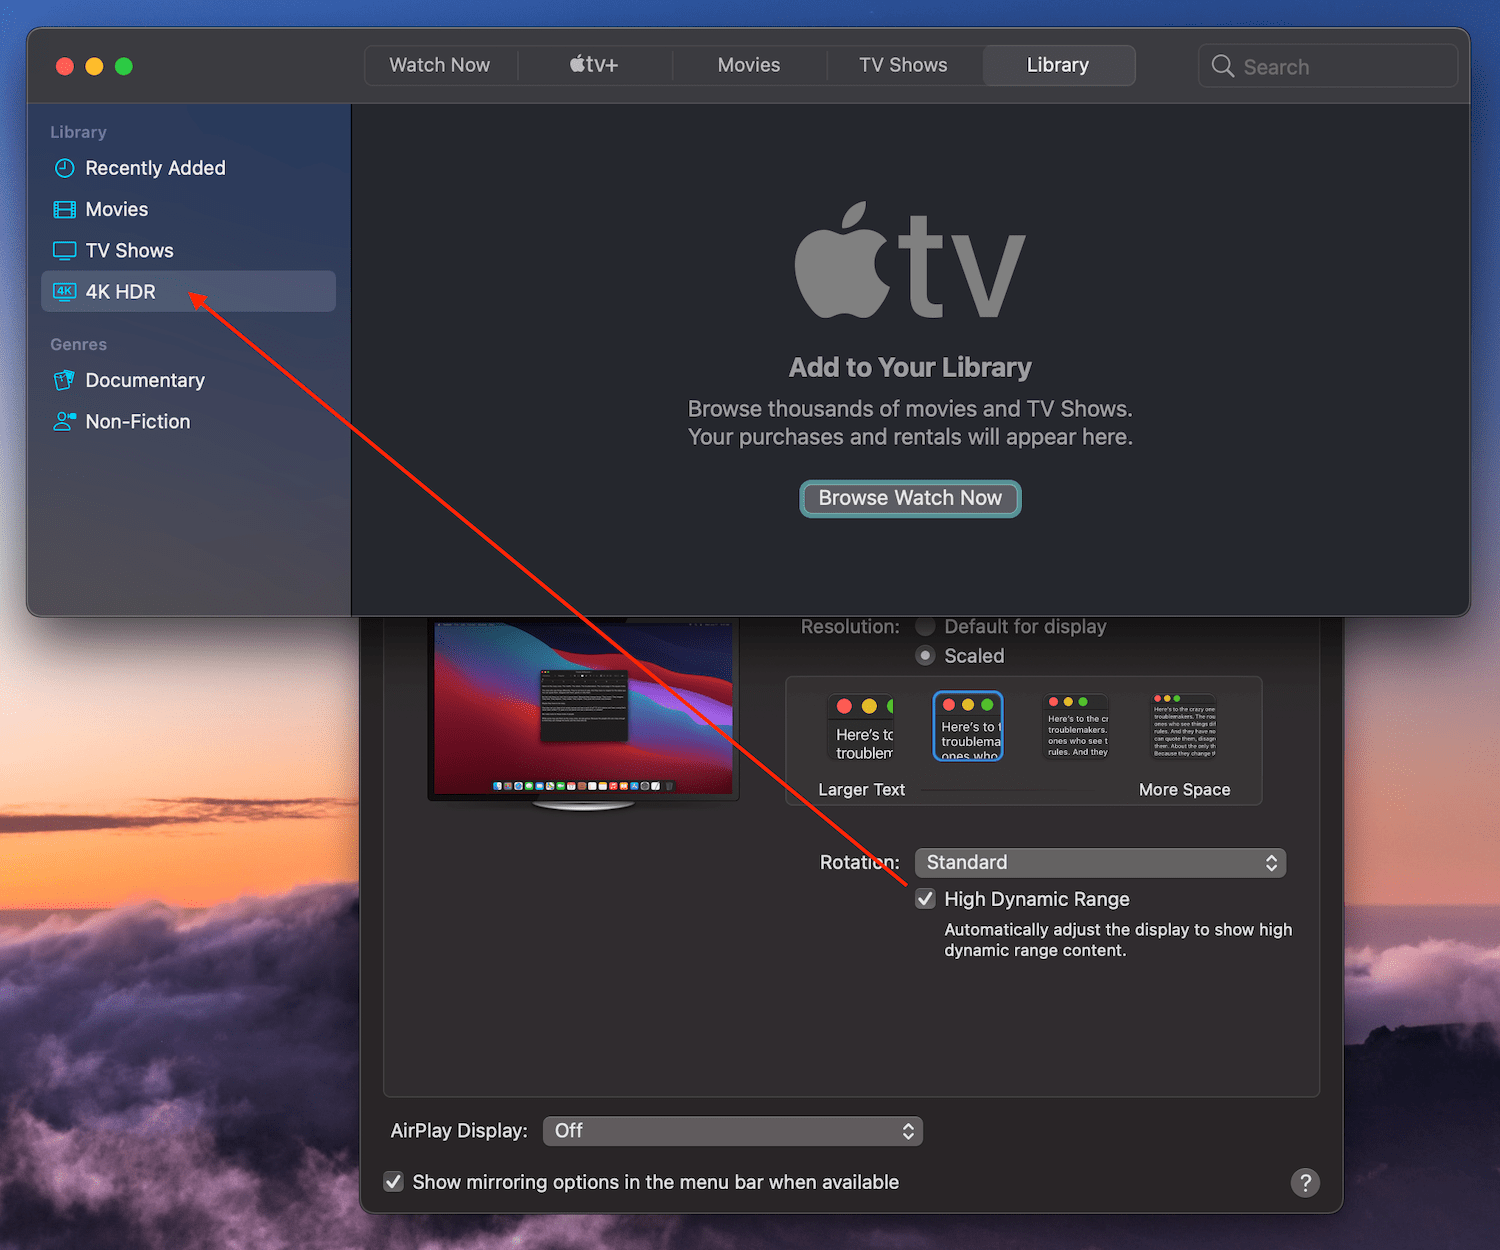 Watch Now
tv+
Movies
TV Shows
Library
Search
Library
Recently Added
Movies
TV Shows
4K
4K HDR
Genres
Documentary
Non-Fiction
tv
Add to Your Library
Browse thousands of movies and TV Shows.
Your purchases and rentals will appear here.
Browse Watch Now
Resolution:
Default for display
Scaled
Here's to
troublem
Here's to t
troublema
ones who
Here's to the cr
troublemakers.
ones who see t
rules. And they
Here's to the crazy one
troublemakers. The rou
ones who see things dif
rules. And they have no
can quote them, disagr
them. About the only th
Because they change th
Larger Text
More Space
Rotation:
Standard
High Dynamic Range
Automatically adjust the display to show high
dynamic range content.
AirPlay Display:
Off
Show mirroring options in the menu bar when available
?